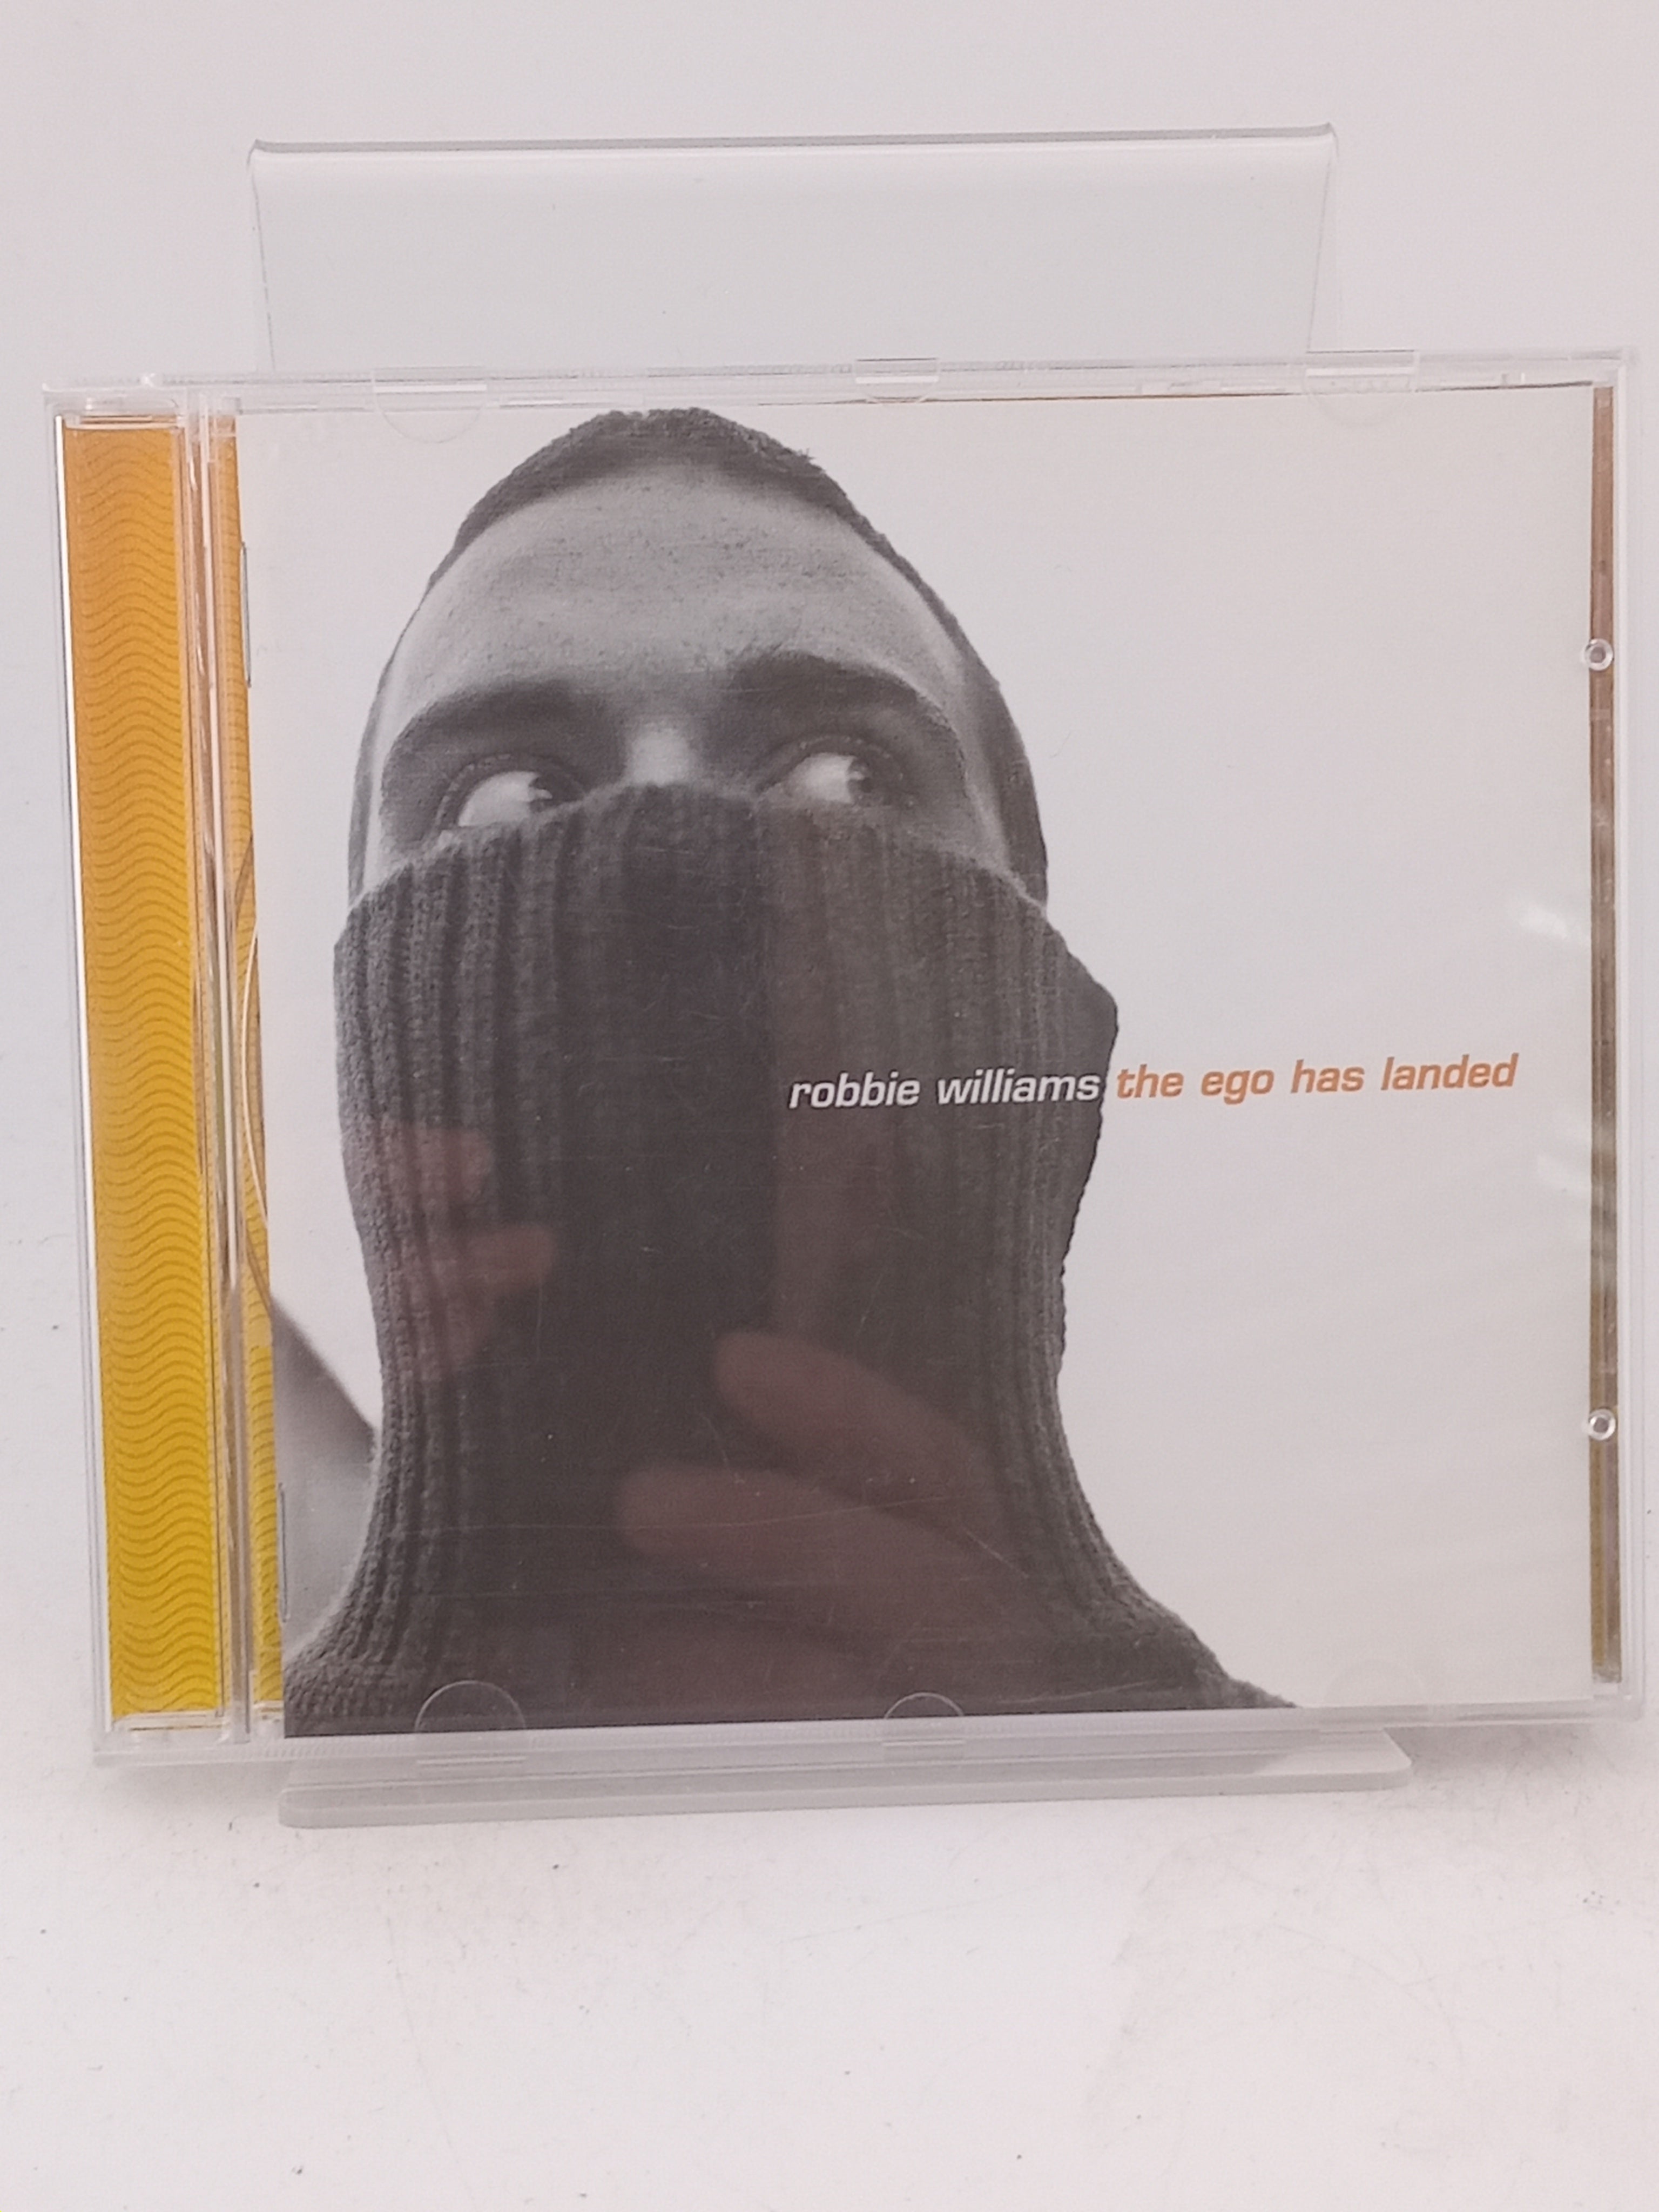 robbie williams the ego has landed